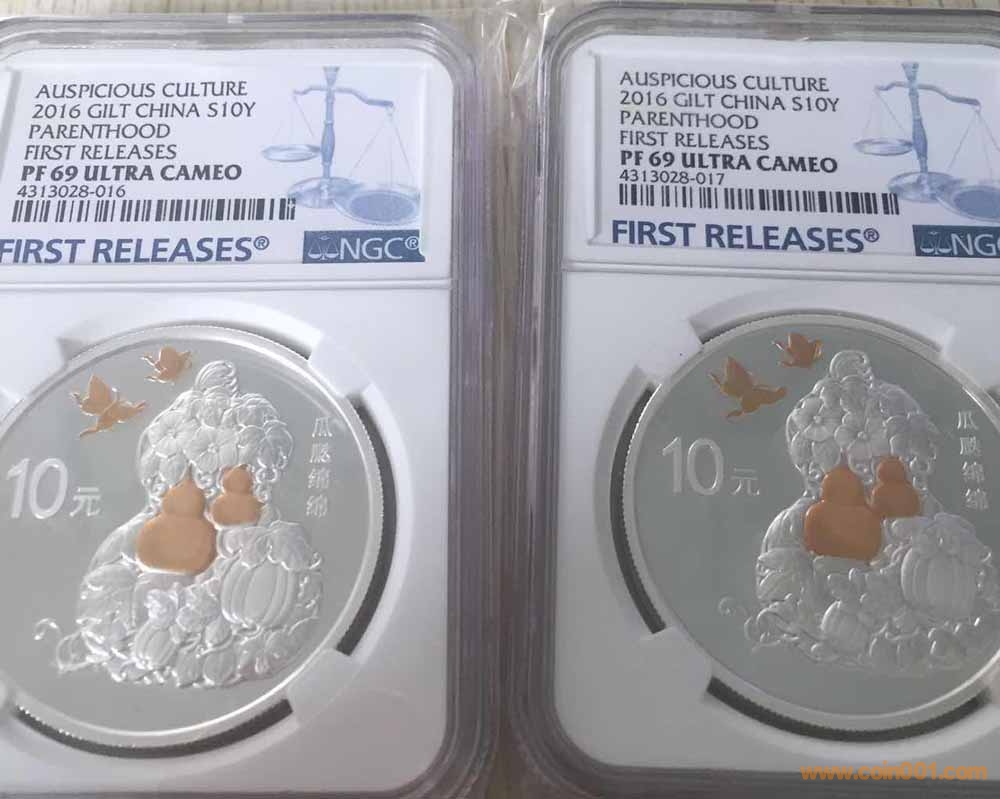 AUSPICIOUS CULTURE
2016 GILT CHINA S10Y
PARENTHOOD
FIRST RELEASES
PF 69 ULTRA CAMEO
4313028-016
FIRST RELEASES®
NGC®
10元
瓜瓞绵绵
AUSPICIOUS CULTURE
2016 GILT CHINA S10Y
PARENTHOOD
FIRST RELEASES
PF 69 ULTRA CAMEO
4313028-017
FIRST RELEASES®
NGC
10元
瓜瓞绵绵
www.coin001.com